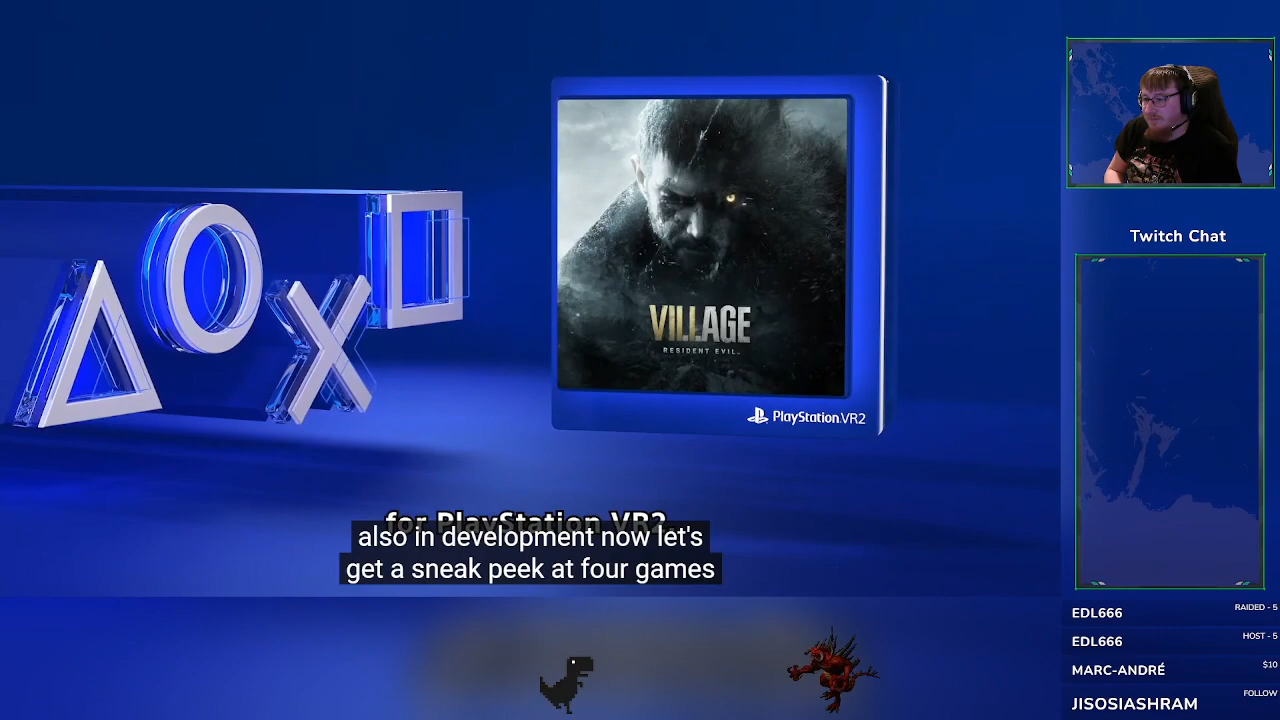 VILLAGE
RESIDENT EVIL.
PlayStation.VR2
for PlayStation VR2.
also in development now let's
get a sneak peek at four games
Twitch Chat
EDL666 RAIDED - 5
EDL666 HOST - 5
MARC-ANDRÉ $10
JISOSIASHRAM FOLLOW